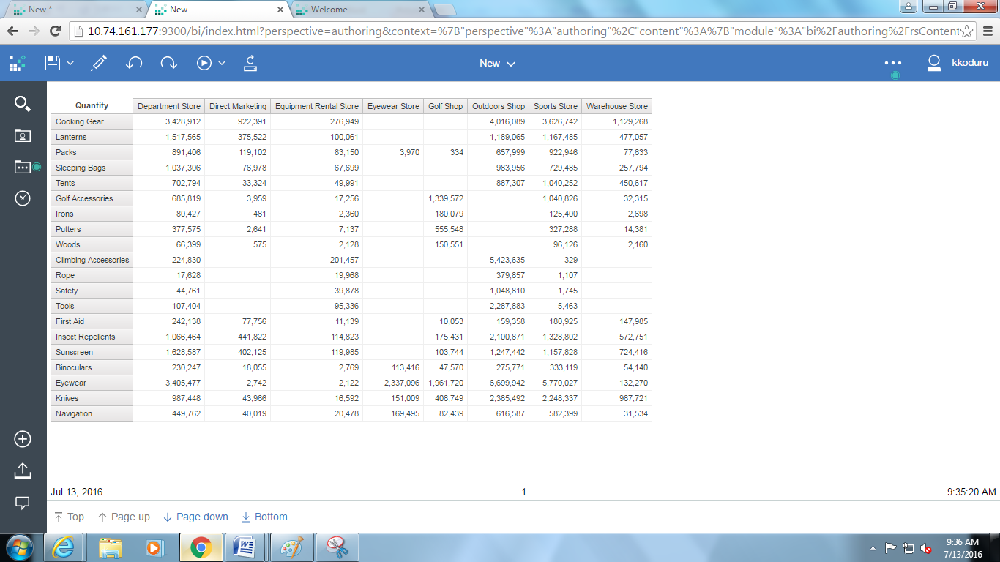 New *
New
Welcome
10.74.161.177:9300/bi/index.html?perspective=authoring&context=%7B"perspective"%3A"authoring"%2C"content"%3A%7B"module"%3A"bi%2Fauthoring%2FrsContent
New
kkoduru
Quantity Department Store Direct Marketing Equipment Rental Store Eyewear Store Golf Shop Outdoors Shop Sports Store Warehouse Store
Cooking Gear 3,428,912 922,391 276,949 4,016,089 3,626,742 1,129,268
Lanterns 1,517,565 375,522 100,061 1,189,065 1,167,485 477,057
Packs 891,406 119,102 83,150 3,970 334 657,999 922,946 77,633
Sleeping Bags 1,037,306 76,978 67,699 983,956 729,485 257,794
Tents 702,794 33,324 49,991 887,307 1,040,252 450,617
Golf Accessories 685,819 3,959 17,256 1,339,572 1,040,826 32,315
Irons 80,427 481 2,360 180,079 125,400 2,698
Putters 377,575 2,641 7,137 555,548 327,288 14,381
Woods 66,399 575 2,128 150,551 96,126 2,160
Climbing Accessories 224,830 201,457 5,423,635 329
Rope 17,628 19,968 379,857 1,107
Safety 44,761 39,878 1,048,810 1,745
Tools 107,404 95,336 2,287,883 5,463
First Aid 242,138 77,756 11,139 10,053 159,358 180,925 147,985
Insect Repellents 1,066,464 441,822 114,823 175,431 2,100,871 1,328,802 572,751
Sunscreen 1,628,587 402,125 119,985 103,744 1,247,442 1,157,828 724,416
Binoculars 230,247 18,055 2,769 113,416 47,570 275,771 333,119 54,140
Eyewear 3,405,477 2,742 2,122 2,337,096 1,961,720 6,699,942 5,770,027 132,270
Knives 987,448 43,966 16,592 151,009 408,749 2,385,492 2,248,337 987,721
Navigation 449,762 40,019 20,478 169,495 82,439 616,587 582,399 31,534
Jul 13, 2016 1 9:35:20 AM
Top Page up Page down Bottom
9:36 AM
7/13/2016